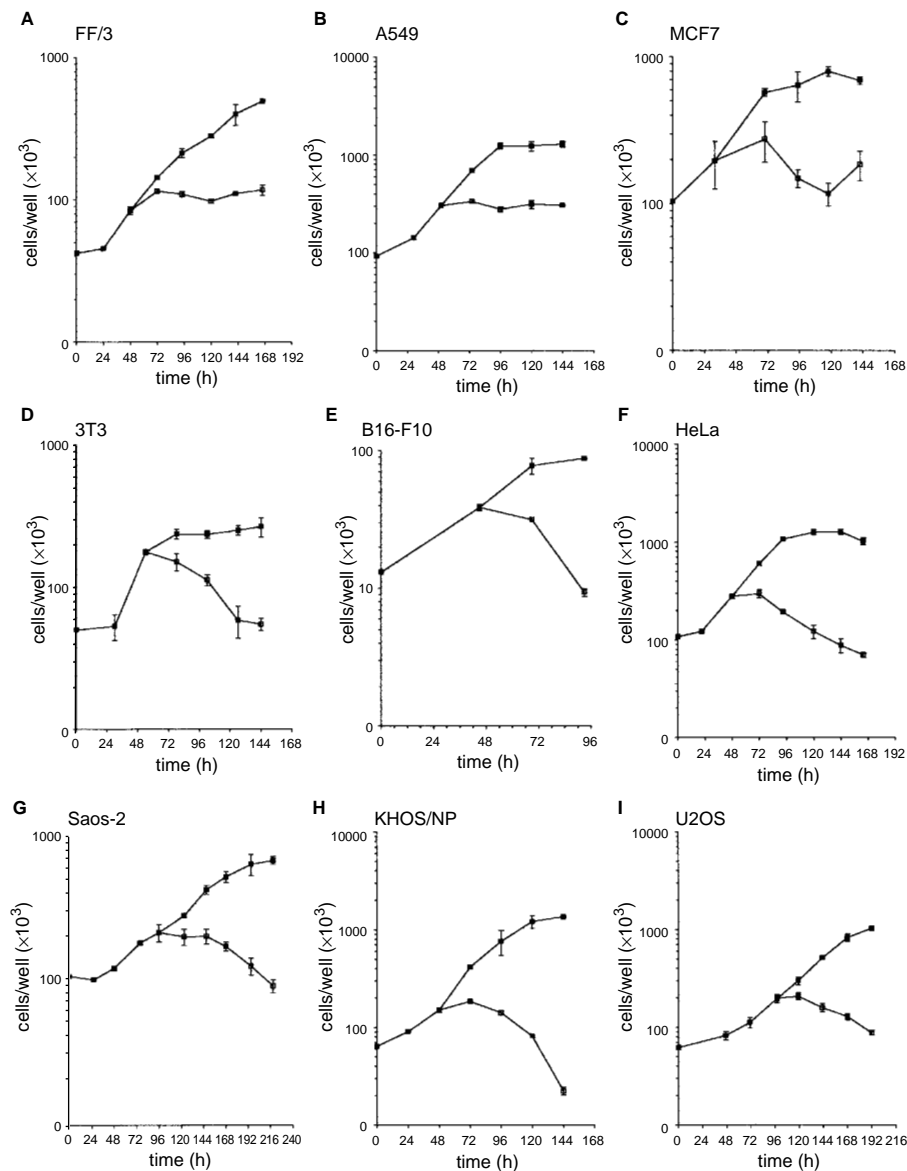 A
FF/3
1000
100
0
cells/well (×10³)
0 24 48 72 96 120 144 168 192
time (h)
B
A549
10000
1000
100
0
cells/well (×10³)
0 24 48 72 96 120 144 168
time (h)
C
MCF7
1000
100
0
cells/well (×10³)
0 24 48 72 96 120 144 168
time (h)
D
3T3
1000
100
0
cells/well (×10³)
0 24 48 72 96 120 144 168
time (h)
E
B16-F10
100
10
0
cells/well (×10³)
0 24 48 72 96
time (h)
F
HeLa
10000
1000
100
0
cells/well (×10³)
0 24 48 72 96 120 144 168 192
time (h)
G
Saos-2
1000
100
0
cells/well (×10³)
0 24 48 72 96 120 144 168 192 216 240
time (h)
H
KHOS/NP
10000
1000
100
0
cells/well (×10³)
0 24 48 72 96 120 144 168
time (h)
I
U2OS
10000
1000
100
0
cells/well (×10³)
0 24 48 72 96 120 144 168 192 216
time (h)